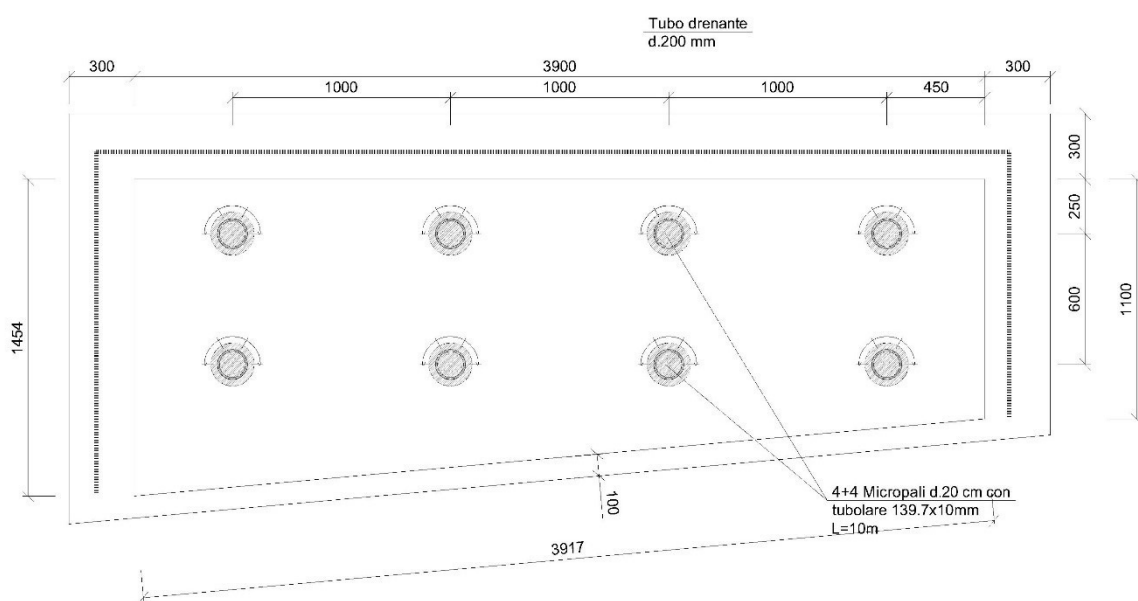 Tubo drenante
d.200 mm
300
3900
300
1000
1000
1000
450
300
250
600
1100
1454
100
4+4 Micropali d.20 cm con
tubolare 139.7x10mm
L=10m
3917